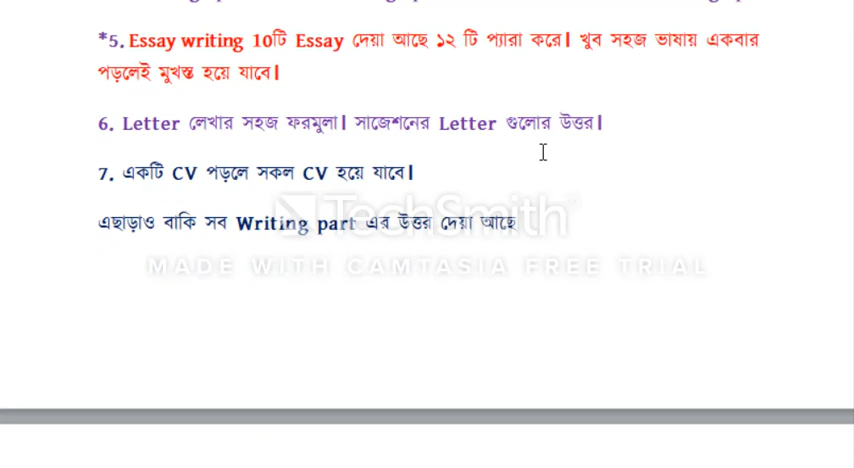 *5. Essay writing 10টি Essay দেয়া আছে ১২ টি প্যারা করে। খুব সহজ ভাষায় একবার
পড়লেই মুখস্ত হয়ে যাবে।
6. Letter লেখার সহজ ফরমুলা। সাজেশনের Letter গুলোর উত্তর।
7. একটি CV পড়লে সকল CV হয়ে যাবে।
এছাড়াও বাকি সব Writing part এর উত্তর দেয়া আছে
TechSmith
MADE WITH CAMTASIA FREE TRIAL